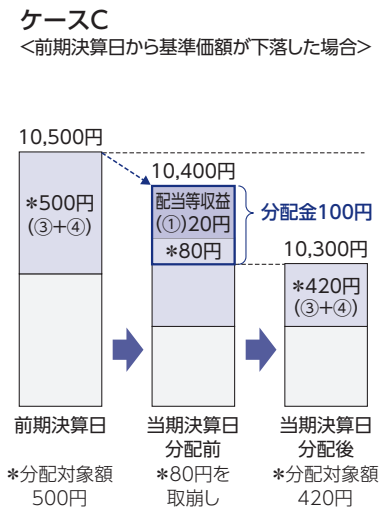 ケースC
<前期決算日から基準価額が下落した場合>
10,500円
10,400円
*500円
(③+④)
配当等収益
(①)20円
*80円
分配金100円
10,300円
*420円
(③+④)
前期決算日
当期決算日
分配前
当期決算日
分配後
*分配対象額
500円
*80円を
取崩し
*分配対象額
420円